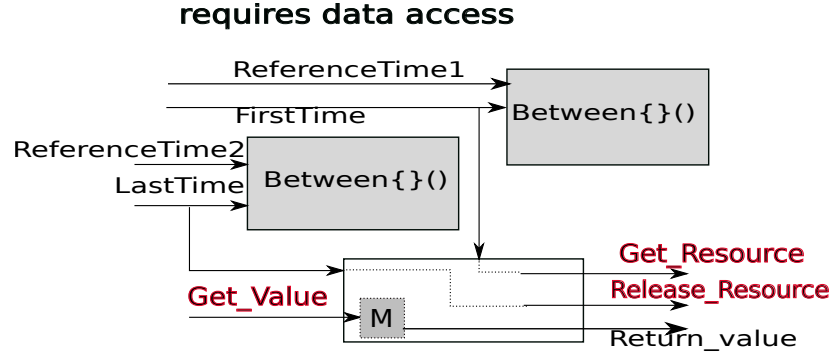 requires data access
ReferenceTime1
FirstTime
Between{}()
ReferenceTime2
LastTime
Between{}()
Get_Resource
Get_Value
Release_Resource
M
Return_value